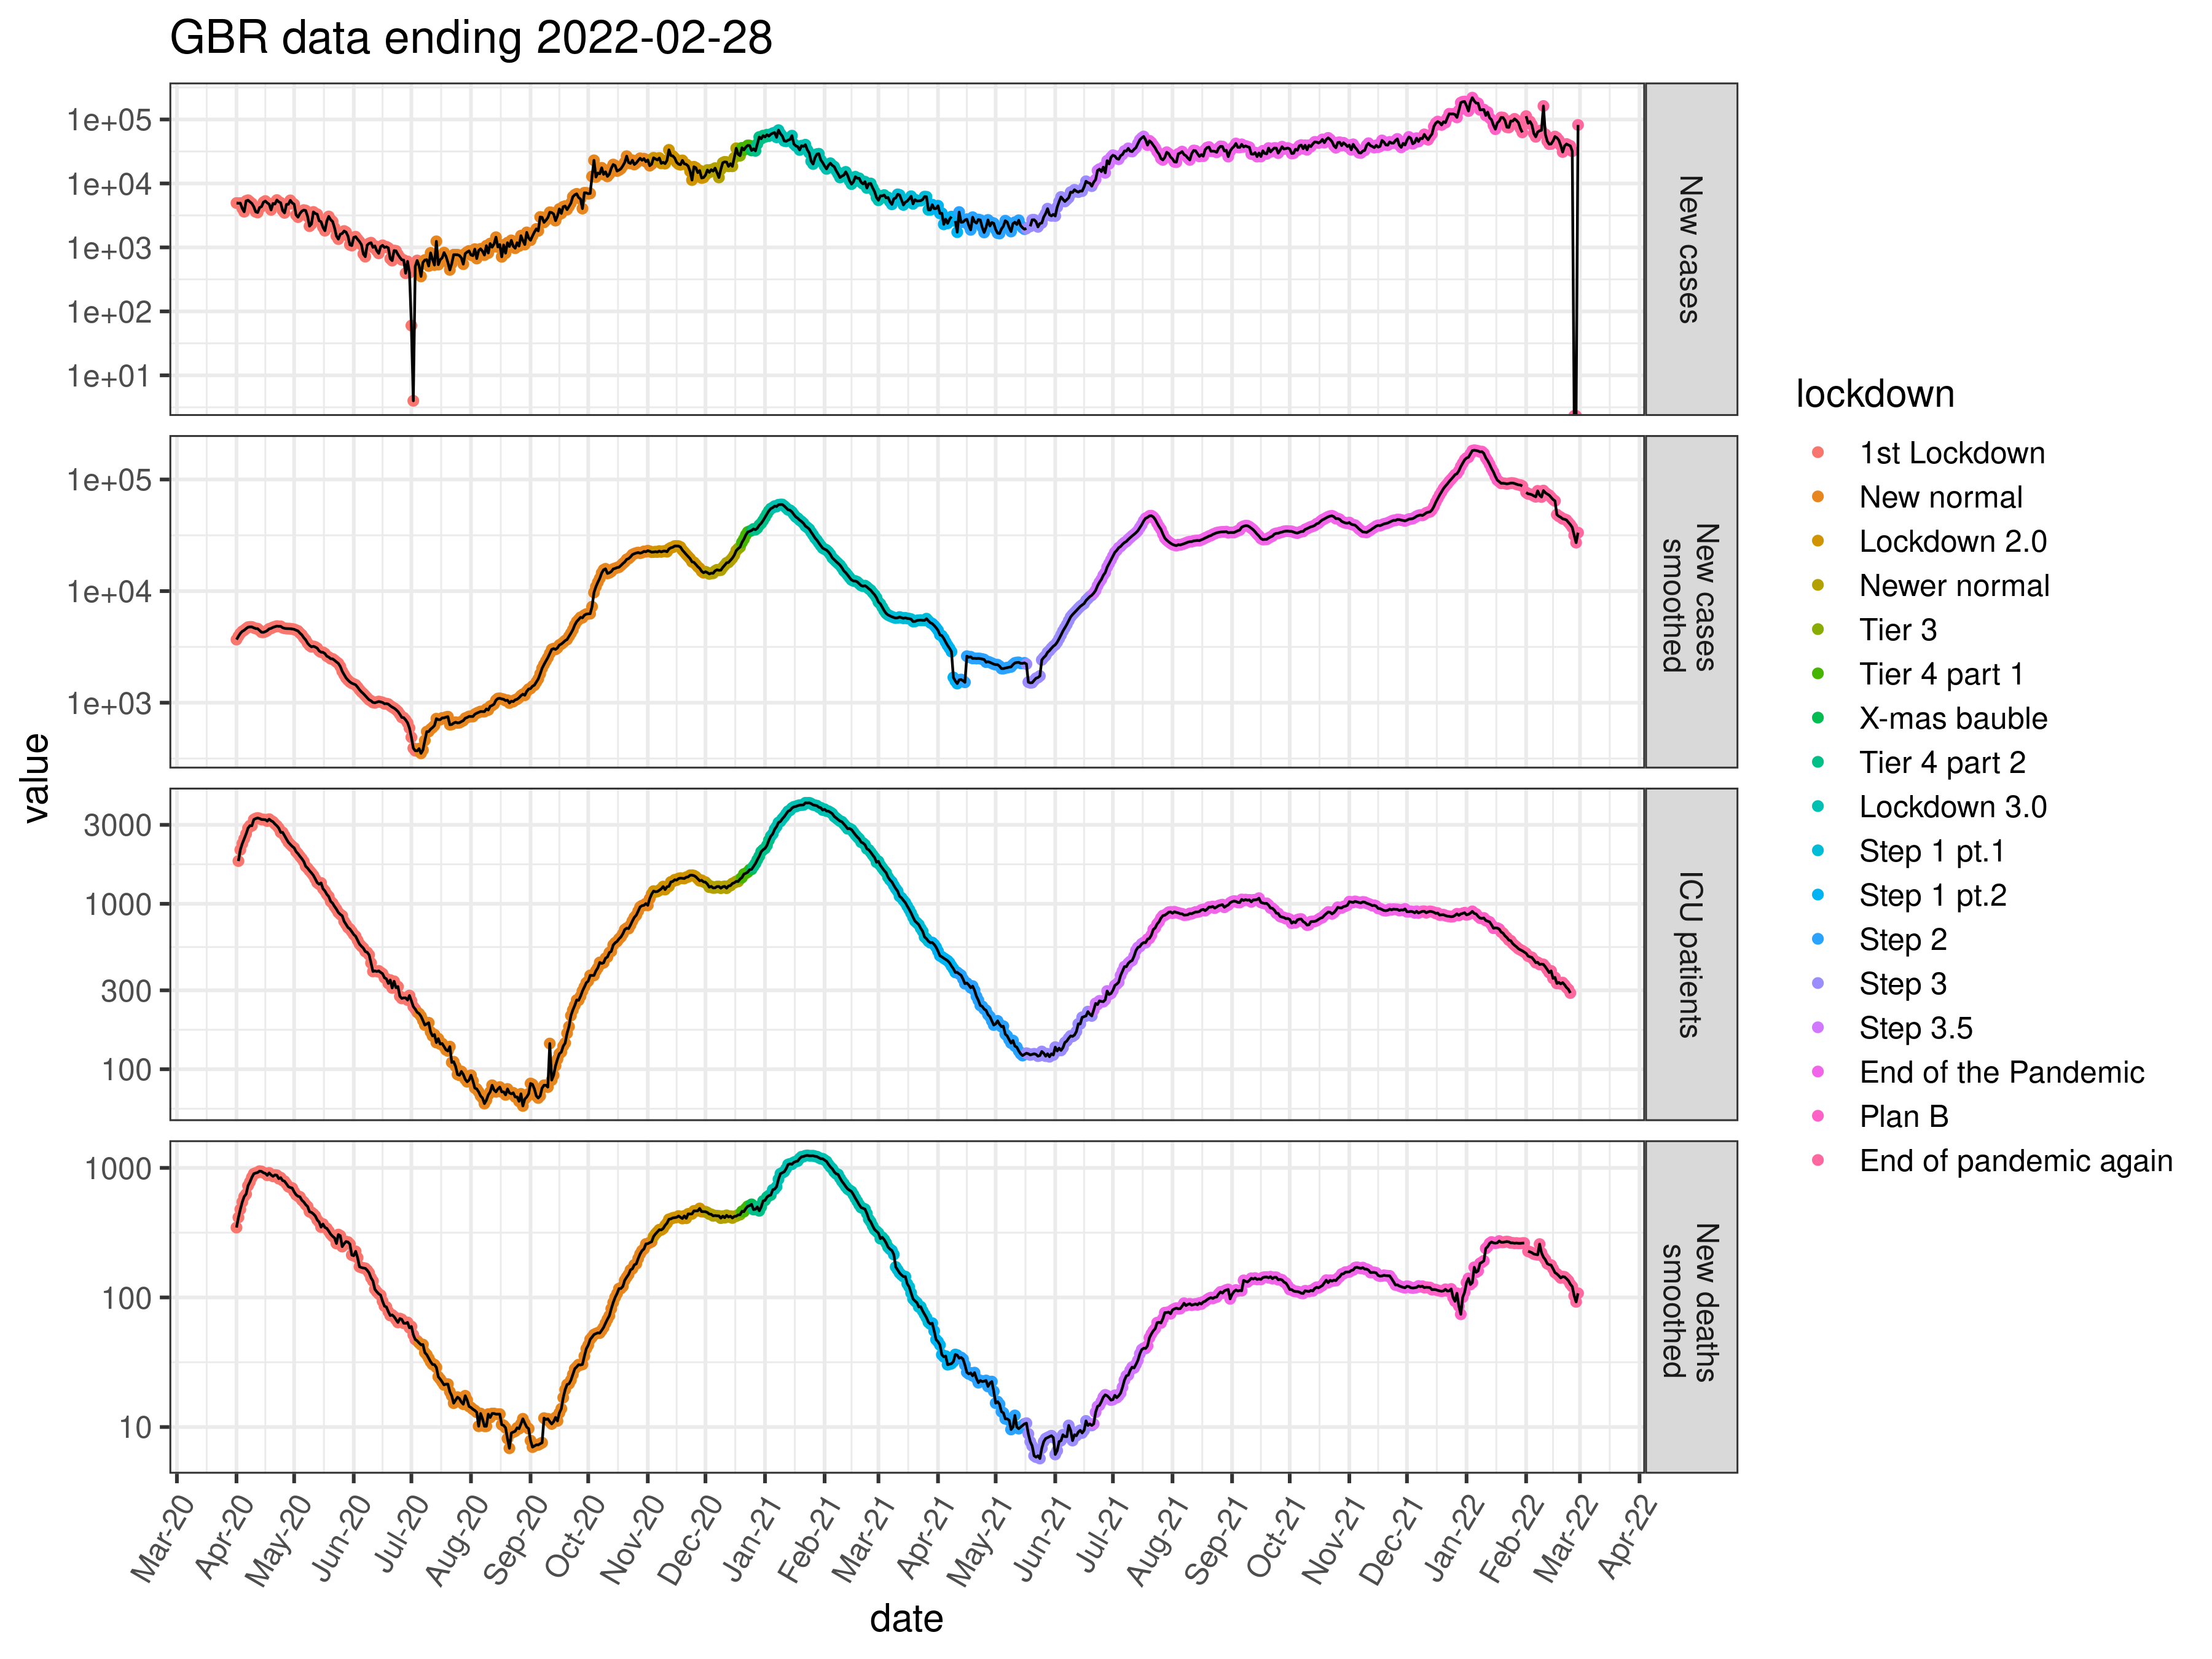 GBR data ending 2022-02-28
1e+05
1e+04
1e+03
1e+02
1e+01
New cases
1e+05
1e+04
1e+03
New cases
smoothed
3000
1000
300
100
ICU patients
1000
100
10
New deaths
smoothed
value
Mar-20
Apr-20
May-20
Jun-20
Jul-20
Aug-20
Sep-20
Oct-20
Nov-20
Dec-20
Jan-21
Feb-21
Mar-21
Apr-21
May-21
Jun-21
Jul-21
Aug-21
Sep-21
Oct-21
Nov-21
Dec-21
Jan-22
Feb-22
Mar-22
Apr-22
date
lockdown
1st Lockdown
New normal
Lockdown 2.0
Newer normal
Tier 3
Tier 4 part 1
X-mas bauble
Tier 4 part 2
Lockdown 3.0
Step 1 pt.1
Step 1 pt.2
Step 2
Step 3
Step 3.5
End of the Pandemic
Plan B
End of pandemic again